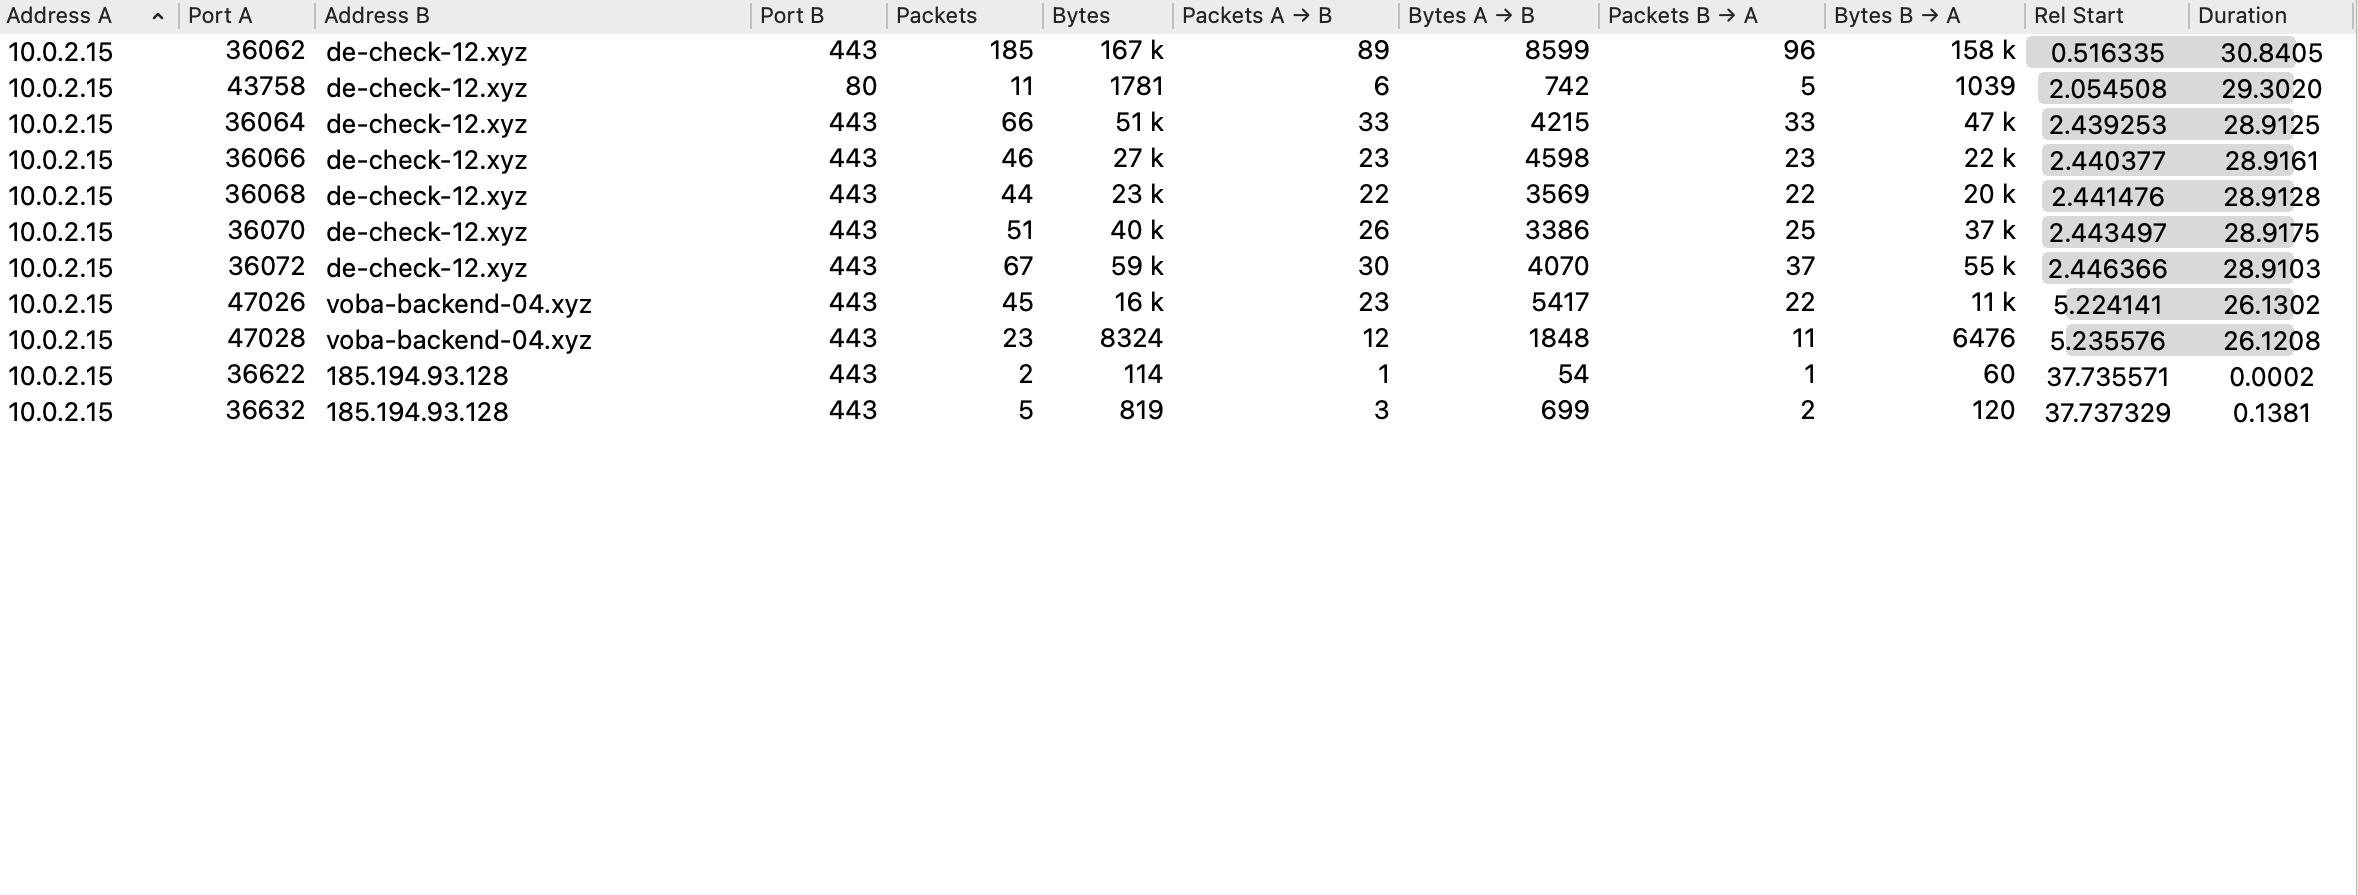 Address A Port A Address B Port B Packets Bytes Packets A → B Bytes A → B Packets B → A Bytes B → A Rel Start Duration
10.0.2.15 36062 de-check-12.xyz 443 185 167 k 89 8599 96 158 k 0.516335 30.8405
10.0.2.15 43758 de-check-12.xyz 80 11 1781 6 742 5 1039 2.054508 29.3020
10.0.2.15 36064 de-check-12.xyz 443 66 51 k 33 4215 33 47 k 2.439253 28.9125
10.0.2.15 36066 de-check-12.xyz 443 46 27 k 23 4598 23 22 k 2.440377 28.9161
10.0.2.15 36068 de-check-12.xyz 443 44 23 k 22 3569 22 20 k 2.441476 28.9128
10.0.2.15 36070 de-check-12.xyz 443 51 40 k 26 3386 25 37 k 2.443497 28.9175
10.0.2.15 36072 de-check-12.xyz 443 67 59 k 30 4070 37 55 k 2.446366 28.9103
10.0.2.15 47026 voba-backend-04.xyz 443 45 16 k 23 5417 22 11 k 5.224141 26.1302
10.0.2.15 47028 voba-backend-04.xyz 443 23 8324 12 1848 11 6476 5.235576 26.1208
10.0.2.15 36622 185.194.93.128 443 2 114 1 54 1 60 37.735571 0.0002
10.0.2.15 36632 185.194.93.128 443 5 819 3 699 2 120 37.737329 0.1381